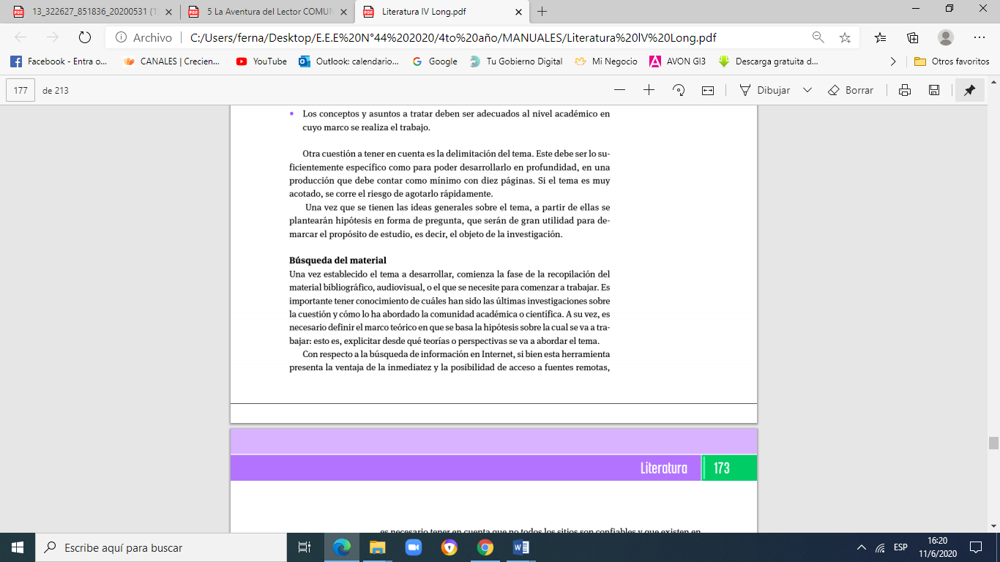 13_322627_851836_20200531 (1)
5 La Aventura del Lector COMUN
Literatura IV Long.pdf
Archivo
C:/Users/ferna/Desktop/E.E.E%20N°44%202020/4to%20año/MANUALES/Literatura%20lV%20Long.pdf
Facebook - Entra o...
CANALES | Crecien...
YouTube
Outlook: calendario...
Google
Tu Gobierno Digital
Mi Negocio
AVON GI3
Descarga gratuita d...
Otros favoritos
177
de 213
Dibujar
Borrar
• Los conceptos y asuntos a tratar deben ser adecuados al nivel académico en
cuyo marco se realiza el trabajo.
Otra cuestión a tener en cuenta es la delimitación del tema. Este debe ser lo su-
ficientemente específico como para poder desarrollarlo en profundidad, en una
producción que debe contar como mínimo con diez páginas. Si el tema es muy
acotado, se corre el riesgo de agotarlo rápidamente.
Una vez que se tienen las ideas generales sobre el tema, a partir de ellas se
plantearán hipótesis en forma de pregunta, que serán de gran utilidad para de-
marcar el propósito de estudio, es decir, el objeto de la investigación.
Búsqueda del material
Una vez establecido el tema a desarrollar, comienza la fase de la recopilación del
material bibliográfico, audiovisual, o el que se necesite para comenzar a trabajar. Es
importante tener conocimiento de cuáles han sido las últimas investigaciones sobre
la cuestión y cómo lo ha abordado la comunidad académica o científica. A su vez, es
necesario definir el marco teórico en que se basa la hipótesis sobre la cual se va a tra-
bajar: esto es, explicitar desde qué teorías o perspectivas se va a abordar el tema.
Con respecto a la búsqueda de información en Internet, si bien esta herramienta
presenta la ventaja de la inmediatez y la posibilidad de acceso a fuentes remotas,
Literatura
173
es necesario tener en cuenta que no todos los sitios son confiables y que existen en
Escribe aquí para buscar
ESP
16:20
11/6/2020